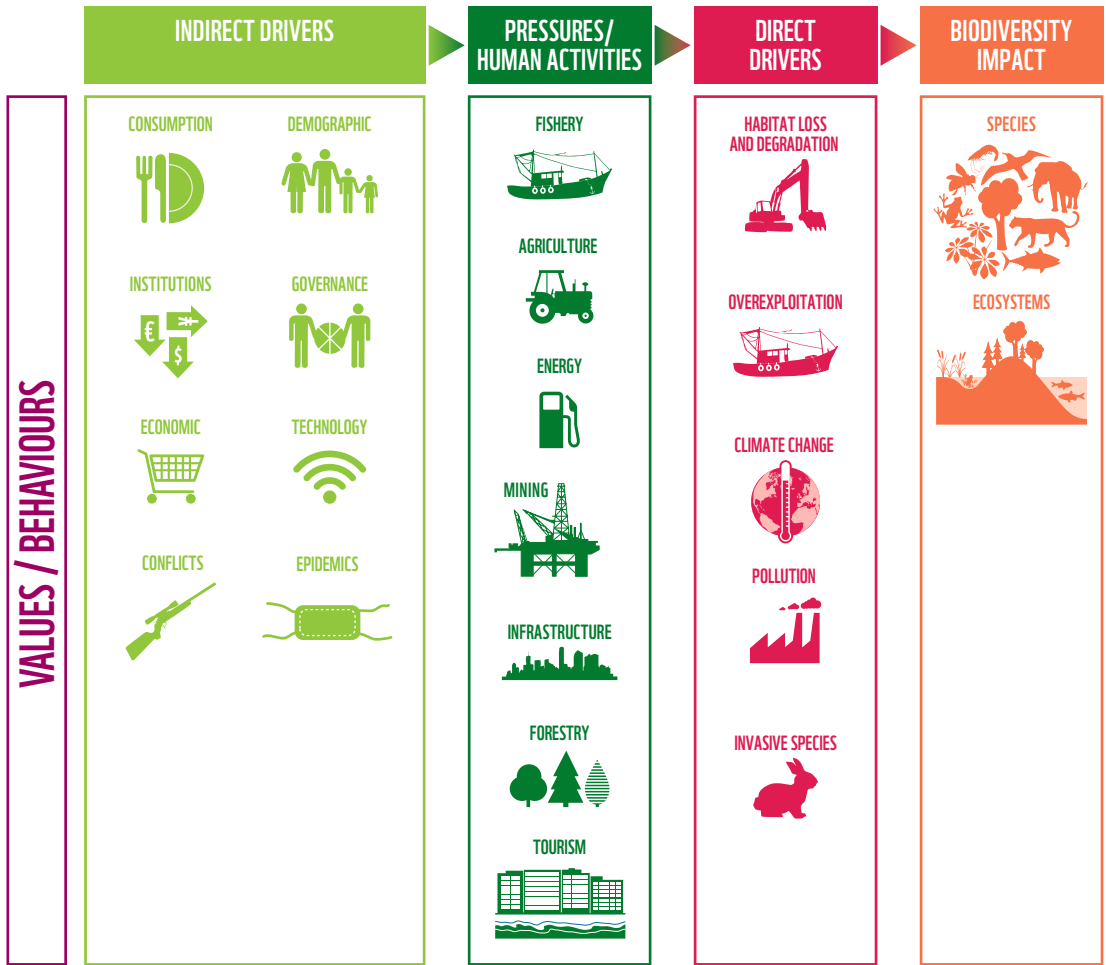 INDIRECT DRIVERS
PRESSURES/
HUMAN ACTIVITIES
DIRECT
DRIVERS
BIODIVERSITY
IMPACT
VALUES / BEHAVIOURS
CONSUMPTION
DEMOGRAPHIC
INSTITUTIONS
GOVERNANCE
€
¥
$
ECONOMIC
TECHNOLOGY
CONFLICTS
EPIDEMICS
FISHERY
AGRICULTURE
ENERGY
MINING
INFRASTRUCTURE
FORESTRY
TOURISM
HABITAT LOSS
AND DEGRADATION
OVEREXPLOITATION
CLIMATE CHANGE
POLLUTION
INVASIVE SPECIES
SPECIES
ECOSYSTEMS